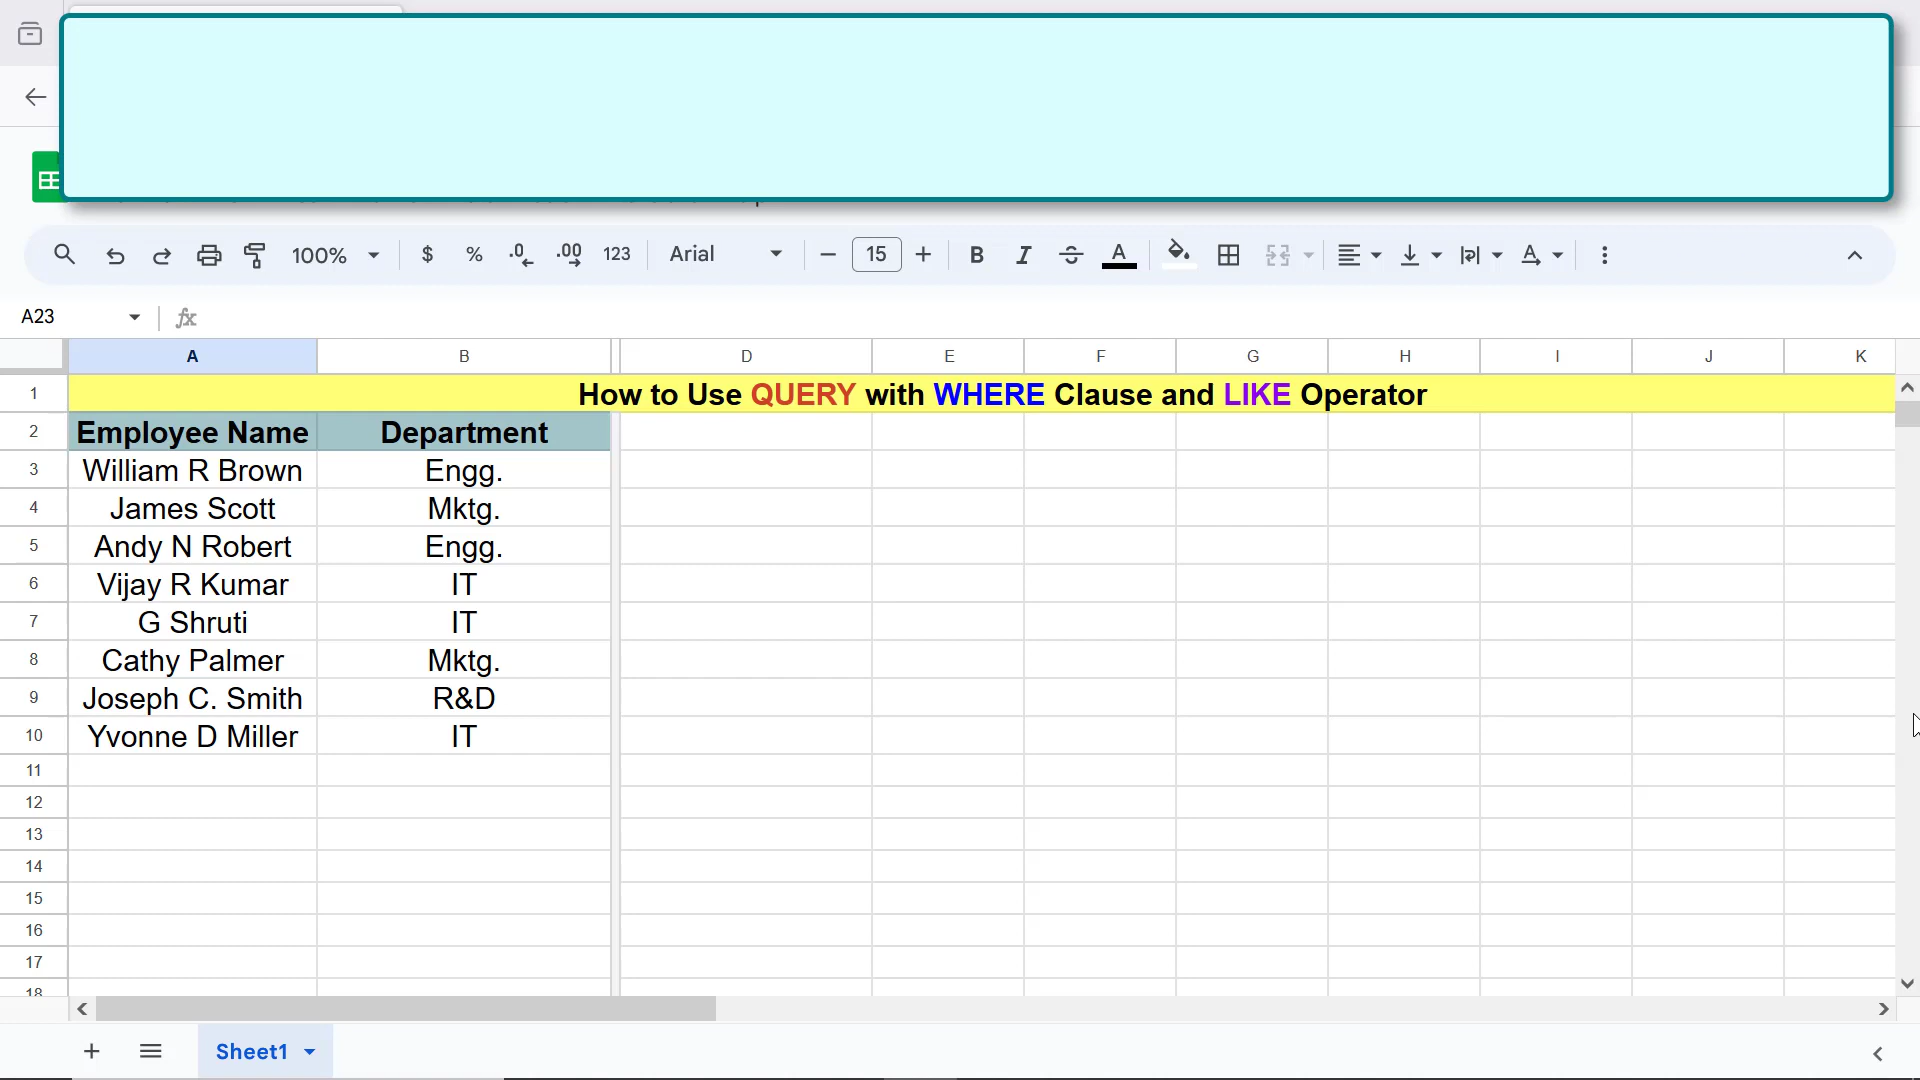 100% $ % .0 .00 123 Arial 15 B I S A A
A23 fx
A B D E F G H I J K
1 How to Use QUERY with WHERE Clause and LIKE Operator
2 Employee Name Department
3 William R Brown Engg.
4 James Scott Mktg.
5 Andy N Robert Engg.
6 Vijay R Kumar IT
7 G Shruti IT
8 Cathy Palmer Mktg.
9 Joseph C. Smith R&D
10 Yvonne D Miller IT
11
12
13
14
15
16
17
18
Sheet1